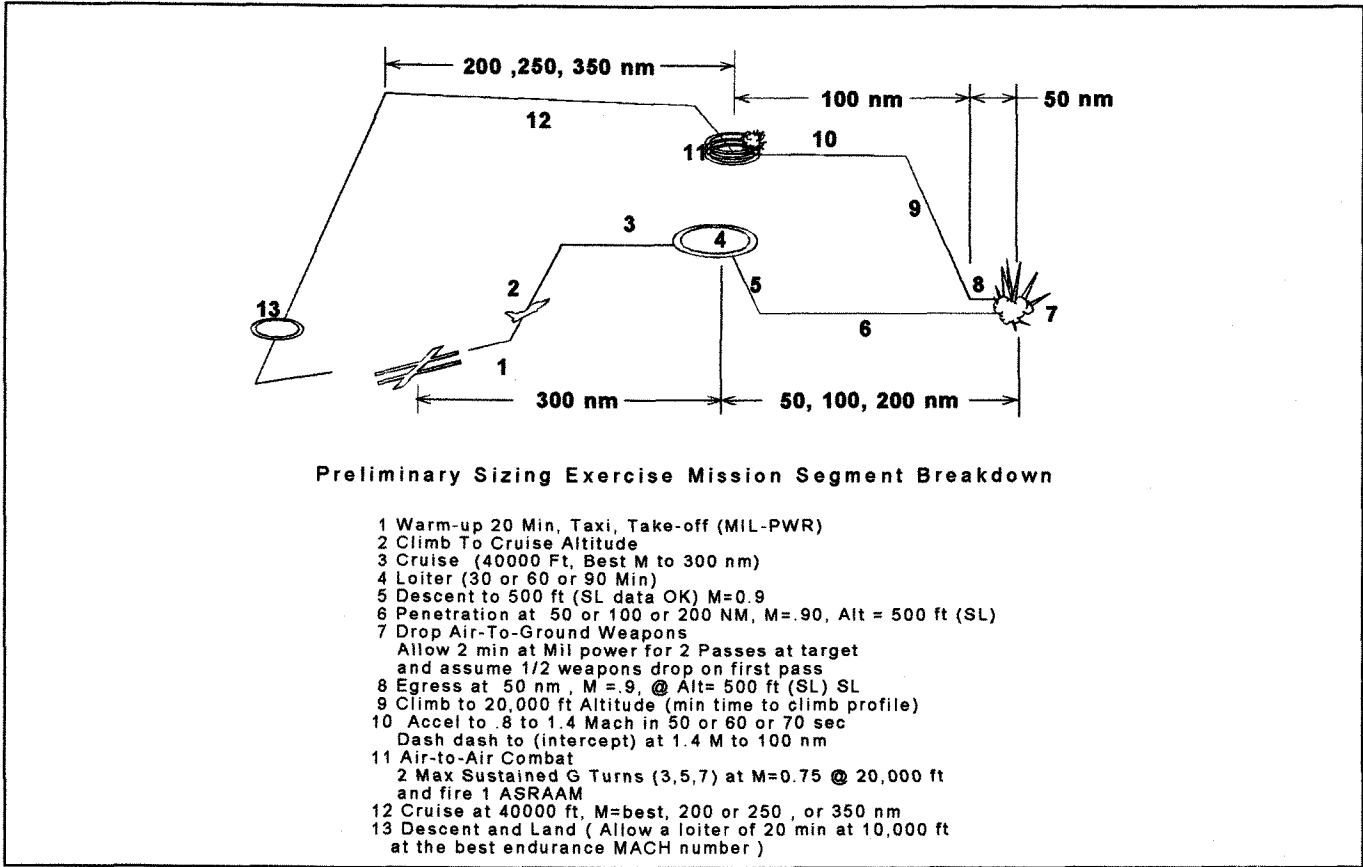 200 ,250, 350 nm
100 nm
50 nm
12
11
10
9
3
4
2
5
8
13
7
6
1
300 nm
50, 100, 200 nm
Preliminary Sizing Exercise Mission Segment Breakdown
1 Warm-up 20 Min, Taxi, Take-off (MIL-PWR)
2 Climb To Cruise Altitude
3 Cruise (40000 Ft, Best M to 300 nm)
4 Loiter (30 or 60 or 90 Min)
5 Descent to 500 ft (SL data OK) M=0.9
6 Penetration at 50 or 100 or 200 NM, M=.90, Alt = 500 ft (SL)
7 Drop Air-To-Ground Weapons
Allow 2 min at Mil power for 2 Passes at target
and assume 1/2 weapons drop on first pass
8 Egress at 50 nm , M =.9, @ Alt= 500 ft (SL) SL
9 Climb to 20,000 ft Altitude (min time to climb profile)
10 Accel to .8 to 1.4 Mach in 50 or 60 or 70 sec
Dash dash to (intercept) at 1.4 M to 100 nm
11 Air-to-Air Combat
2 Max Sustained G Turns (3,5,7) at M=0.75 @ 20,000 ft
and fire 1 ASRAAM
12 Cruise at 40000 ft, M=best, 200 or 250 , or 350 nm
13 Descent and Land ( Allow a loiter of 20 min at 10,000 ft
at the best endurance MACH number )